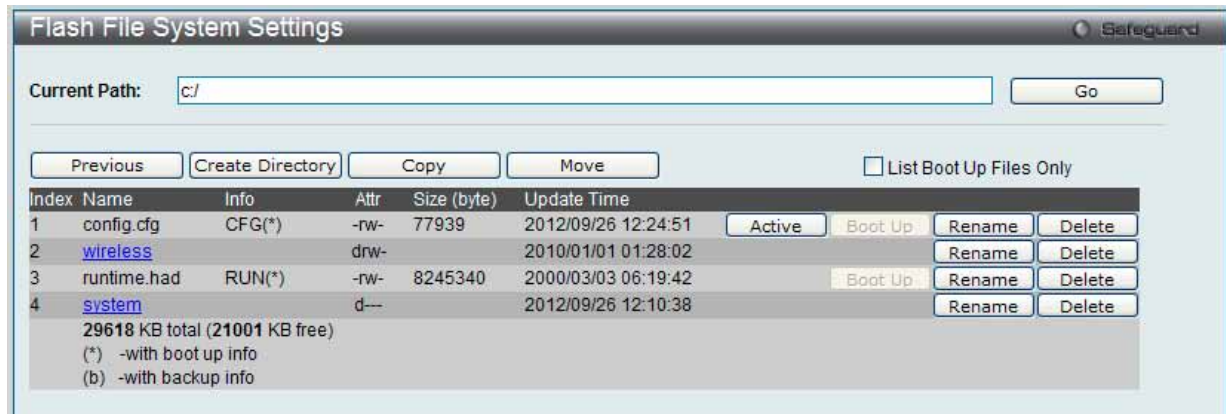 Flash File System Settings
Safeguard
Current Path: c:/ Go
Previous Create Directory Copy Move List Boot Up Files Only
Index Name Info Attr Size (byte) Update Time
1 config.cfg CFG(*) -rw- 77939 2012/09/26 12:24:51 Active Boot Up Rename Delete
2 wireless drw- 2010/01/01 01:28:02 Rename Delete
3 runtime.had RUN(*) -rw- 8245340 2000/03/03 06:19:42 Boot Up Rename Delete
4 system d--- 2012/09/26 12:10:38 Rename Delete
29618 KB total (21001 KB free)
(*) -with boot up info
(b) -with backup info